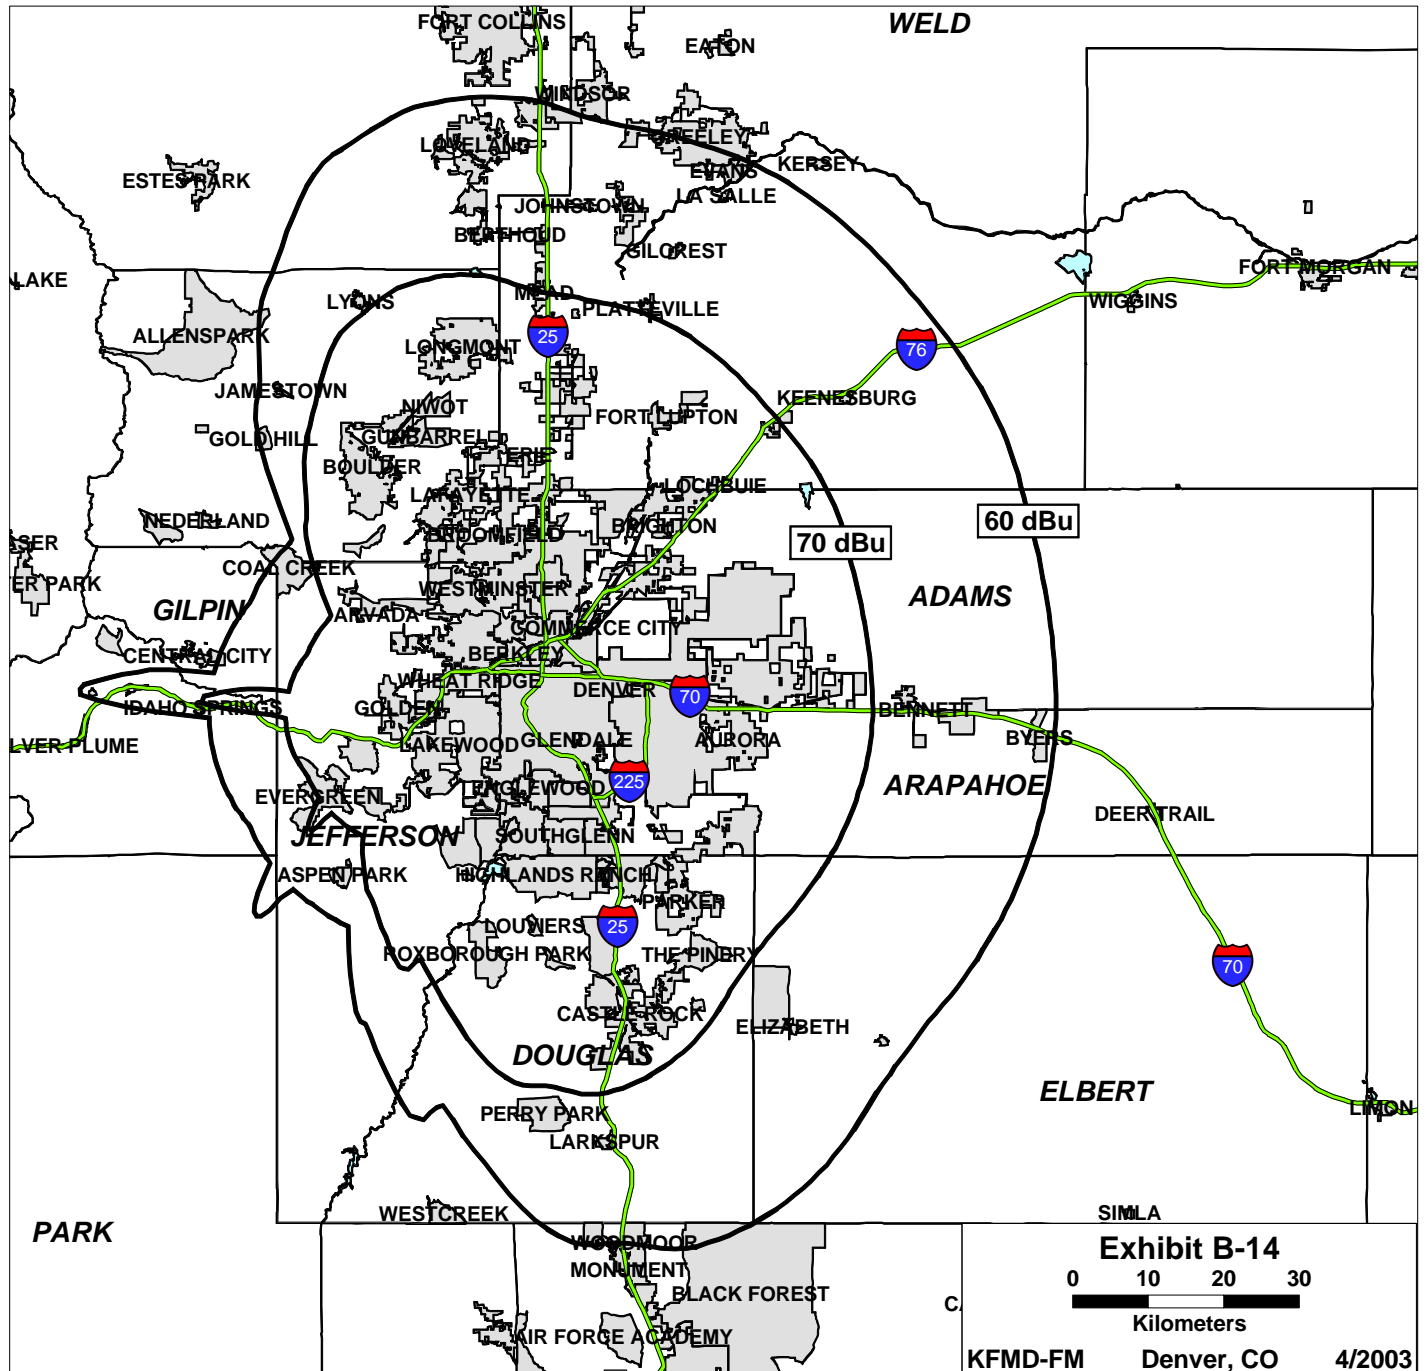 FORT COLLINS
WELD
EATON
WINDSOR
GREELEY
LOVELAND
KERSEY
EVANS
ESTES PARK
LA SALLE
JOHNSTOWN
BERTHOUD
GILCREST
LAKE
FORT MORGAN
MEAD
LYONS
WIGGINS
PLATTEVILLE
ALLENSPARK
25
LONGMONT
76
JAMESTOWN
KEENESBURG
NIWOT
FORT LUPTON
GOLD HILL
GUNBARREL
ERIE
BOULDER
LOCHBUIE
LAFAYETTE
NEDERLAND
60 dBu
BRIGHTON
BROOMFIELD
70 dBu
SER
COAL CREEK
ER PARK
WESTMINSTER
ADAMS
GILPIN
ARVADA
COMMERCE CITY
CENTRAL CITY
BERKLEY
WHEAT RIDGE
DENVER
70
IDAHO SPRINGS
GOLDEN
BENNETT
LVER PLUME
LAKEWOOD
GLENDALE
AURORA
BYERS
225
ENGLEWOOD
ARAPAHOE
EVERGREEN
DEER TRAIL
JEFFERSON
SOUTHGLENN
ASPEN PARK
HIGHLANDS RANCH
PARKER
LOUVIERS
25
ROXBOROUGH PARK
THE PINERY
70
CASTLE ROCK
ELIZABETH
DOUGLAS
ELBERT
LIMON
PERRY PARK
LARKSPUR
WESTCREEK
SIMLA
PARK
WOODMOOR
MONUMENT
BLACK FOREST
AIR FORCE ACADEMY
Exhibit B-14
0 10 20 30
Kilometers
KFMD-FM Denver, CO 4/2003